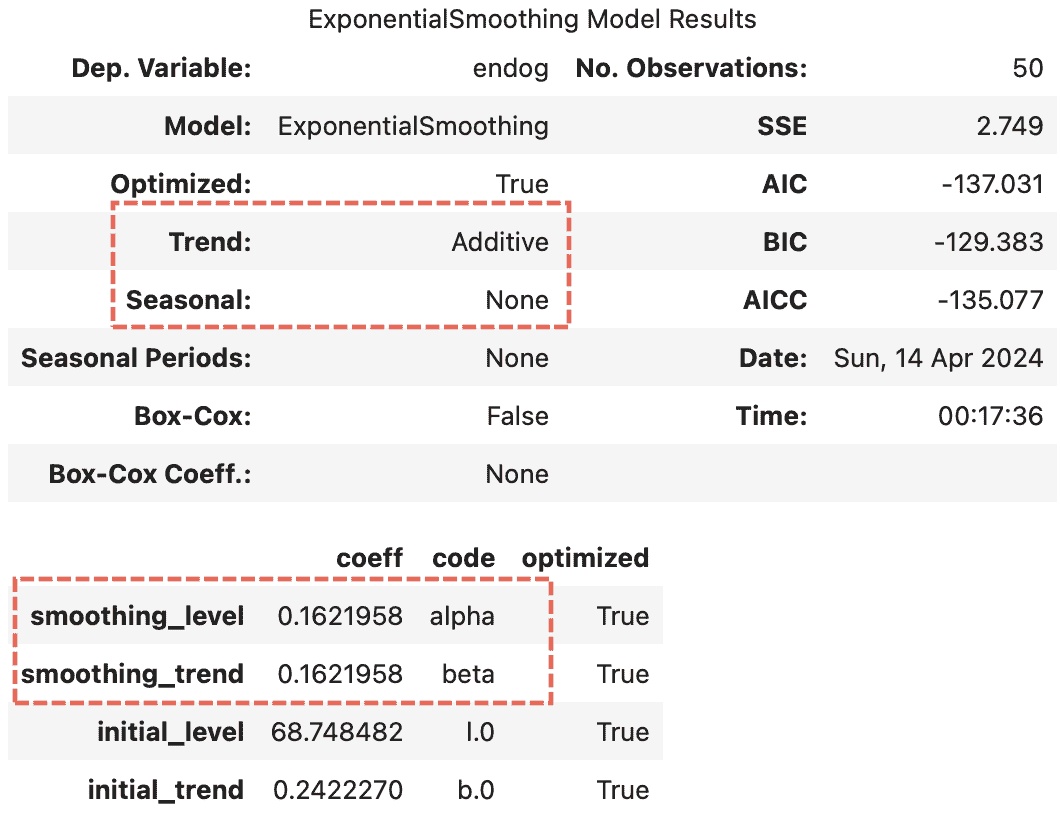 ExponentialSmoothing Model Results
Dep. Variable: endog No. Observations: 50
Model: ExponentialSmoothing SSE 2.749
Optimized: True AIC -137.031
Trend: Additive BIC -129.383
Seasonal: None AICC -135.077
Seasonal Periods: None Date: Sun, 14 Apr 2024
Box-Cox: False Time: 00:17:36
Box-Cox Coeff.: None
coeff code optimized
smoothing_level 0.1621958 alpha True
smoothing_trend 0.1621958 beta True
initial_level 68.748482 l.0 True
initial_trend 0.2422270 b.0 True